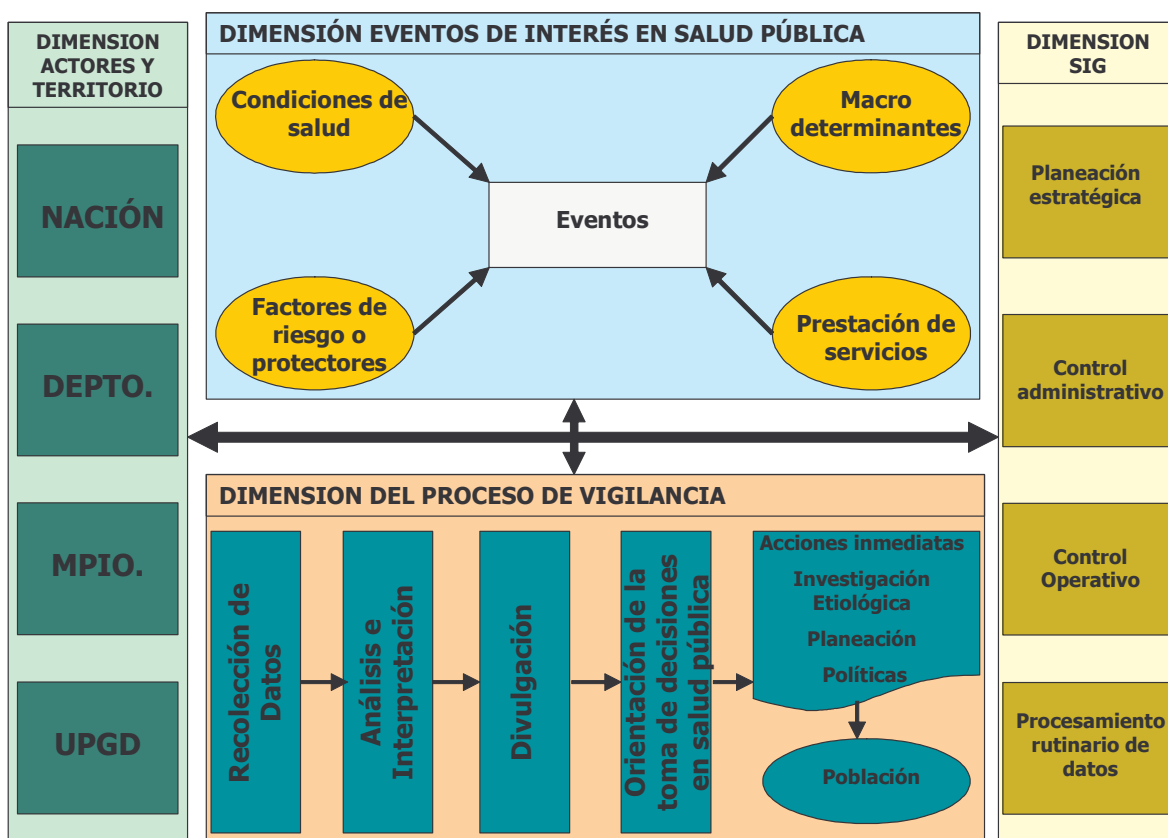 DIMENSION
ACTORES Y
TERRITORIO
NACIÓN
DEPTO.
MPIO.
UPGD
DIMENSIÓN EVENTOS DE INTERÉS EN SALUD PÚBLICA
Condiciones de
salud
Macro
determinantes
Eventos
Factores de
riesgo o
protectores
Prestación de
servicios
DIMENSION DEL PROCESO DE VIGILANCIA
Recolección de
Datos
Análisis e
Interpretación
Divulgación
Orientación de la
toma de decisiones
en salud pública
Acciones inmediatas
Investigación
Etiológica
Planeación
Políticas
Población
DIMENSION
SIG
Planeación
estratégica
Control
administrativo
Control
Operativo
Procesamiento
rutinario de
datos